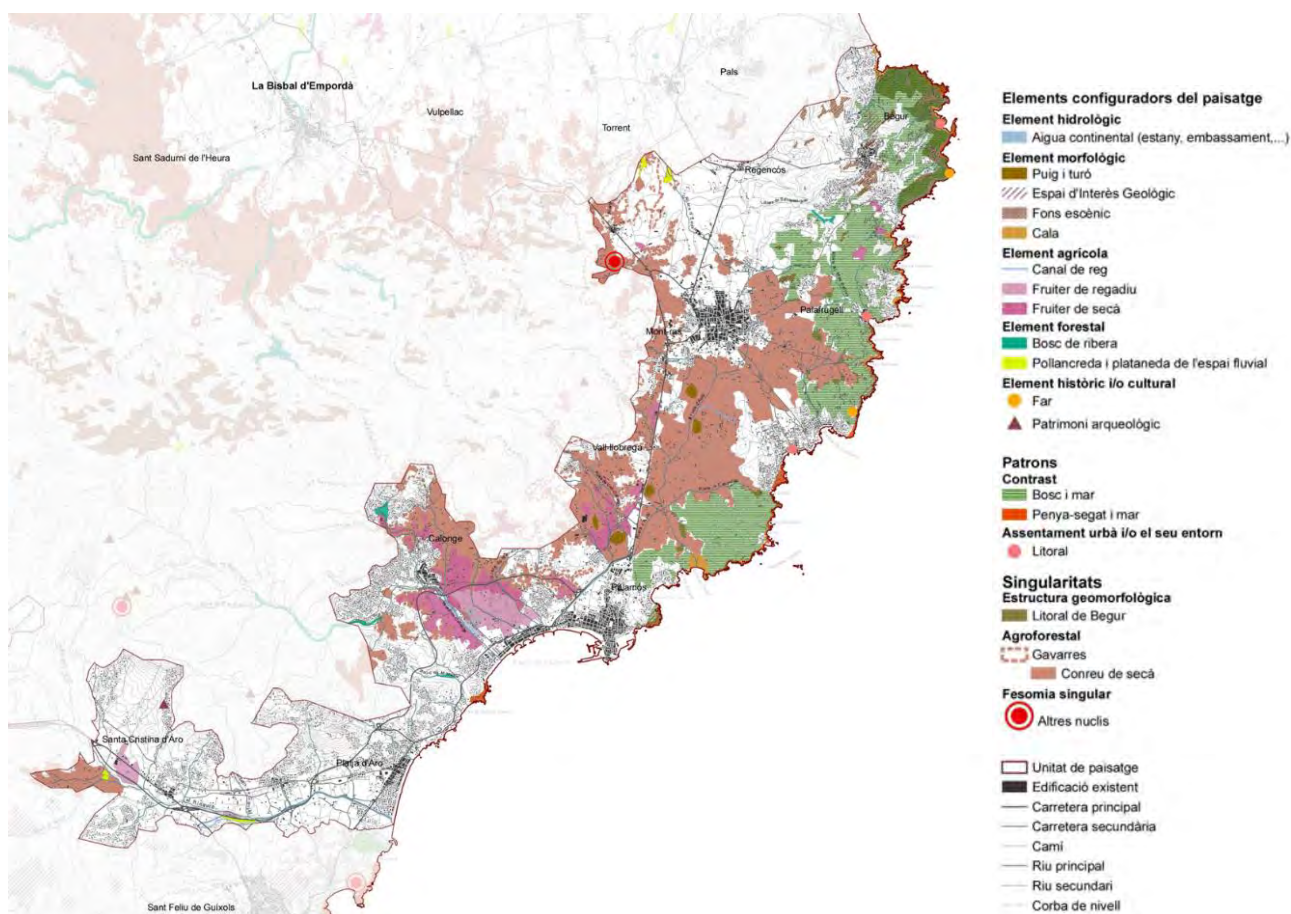 La Bisbal d'Empordà
Pals
Vulpellac
Torrent
Sant Sadurní de l'Heura
Begur
Regencós
Palafrugell
Mont-ras
Vall-llobrega
Calonge
Palamós
Santa Cristina d'Aro
Platja d'Aro
Sant Feliu de Guíxols
Elements configuradors del paisatge
Element hidrològic
Aigua continental (estany, embassament,...)
Element morfològic
Puig i turó
Espai d'Interès Geològic
Fons escènic
Cala
Element agrícola
Canal de reg
Fruiter de regadiu
Fruiter de secà
Element forestal
Bosc de ribera
Pollancreda i plataneda de l'espai fluvial
Element històric i/o cultural
Far
Patrimoni arqueològic
Patrons
Contrast
Bosc i mar
Penya-segat i mar
Assentament urbà i/o el seu entorn
Litoral
Singularitats
Estructura geomorfològica
Litoral de Begur
Agroforestal
Gavarres
Conreu de secà
Fesomia singular
Altres nuclis
Unitat de paisatge
Edificació existent
Carretera principal
Carretera secundària
Camí
Riu principal
Riu secundari
Corba de nivell